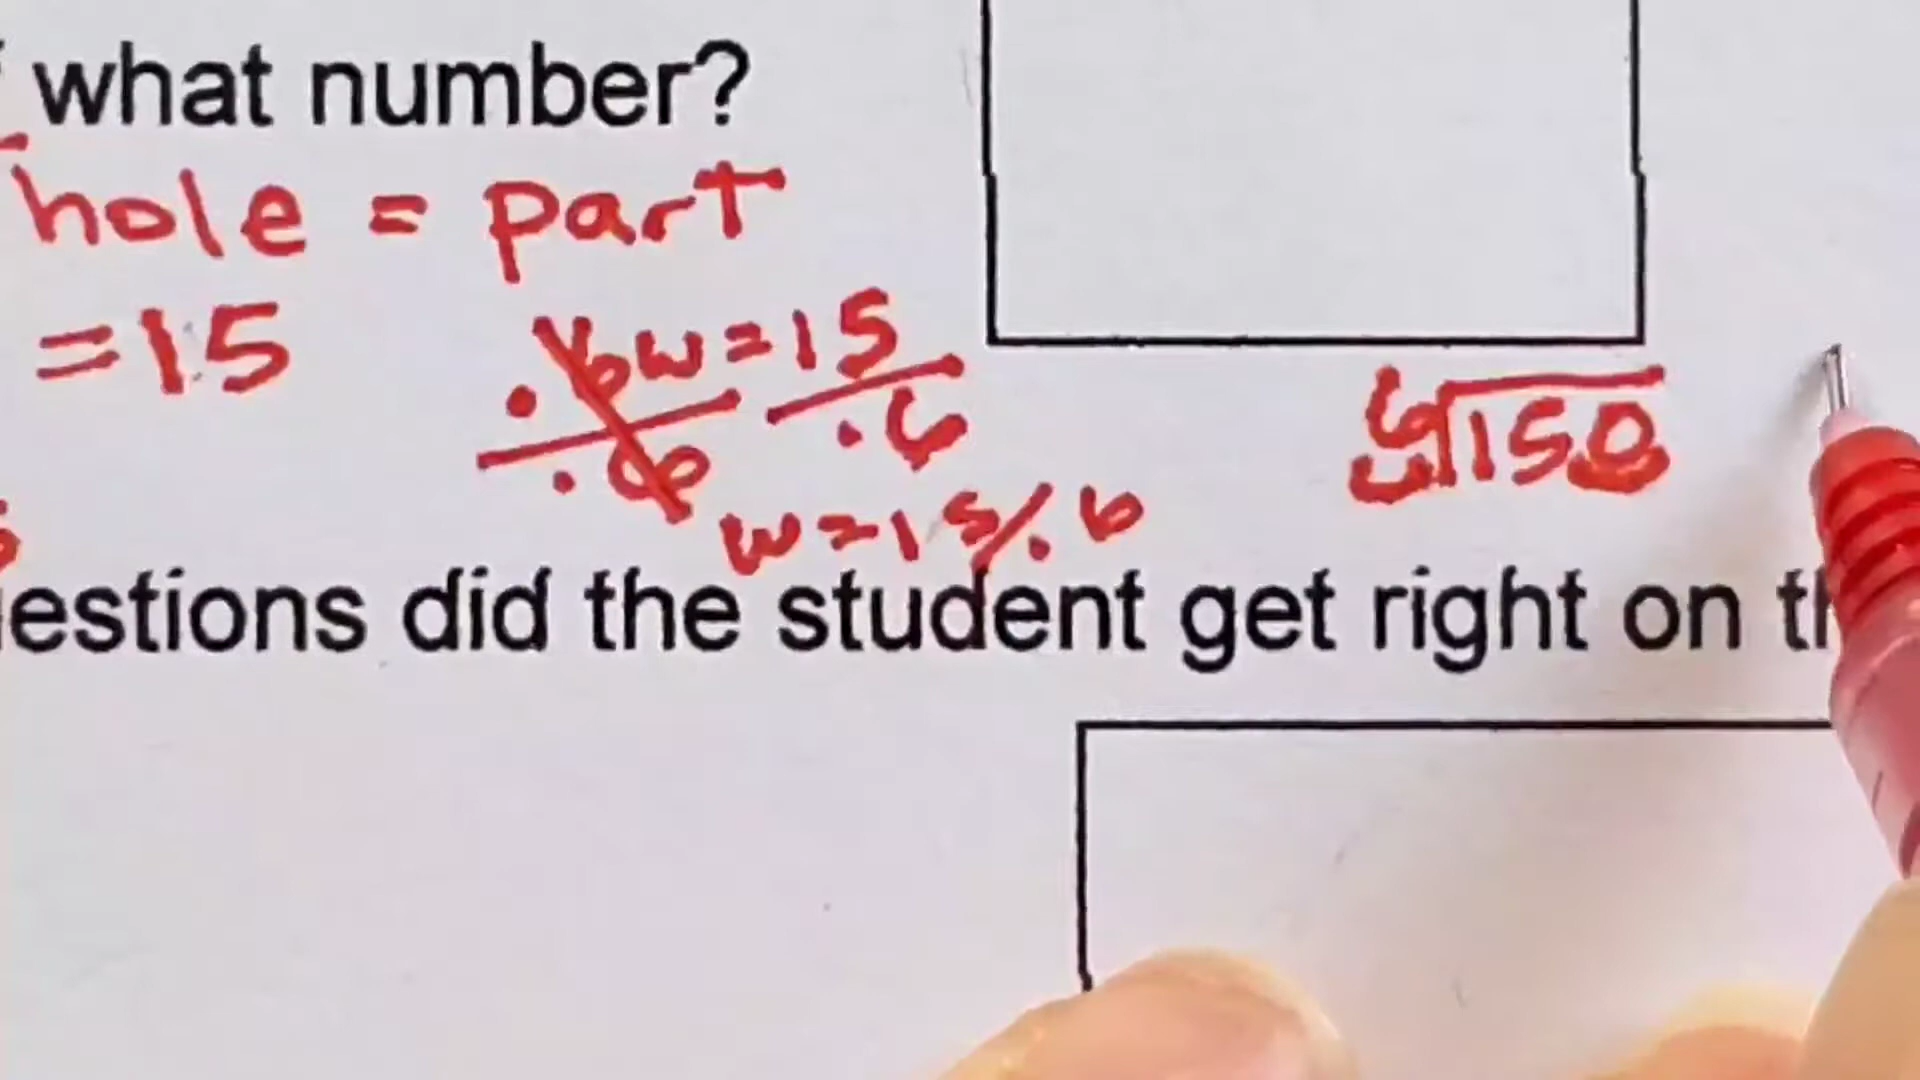 what number?
hole = part
=15
.6w=15
.6 .6
6)150
w=15/.6
estions did the student get right on